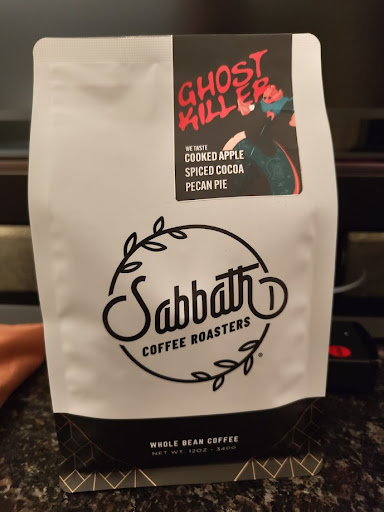 GHOST
KILLER
WE TASTE
COOKED APPLE
SPICED COCOA
PECAN PIE
Sabbath
COFFEE ROASTERS
®
WHOLE BEAN COFFEE
NET WT. 12OZ - 340G